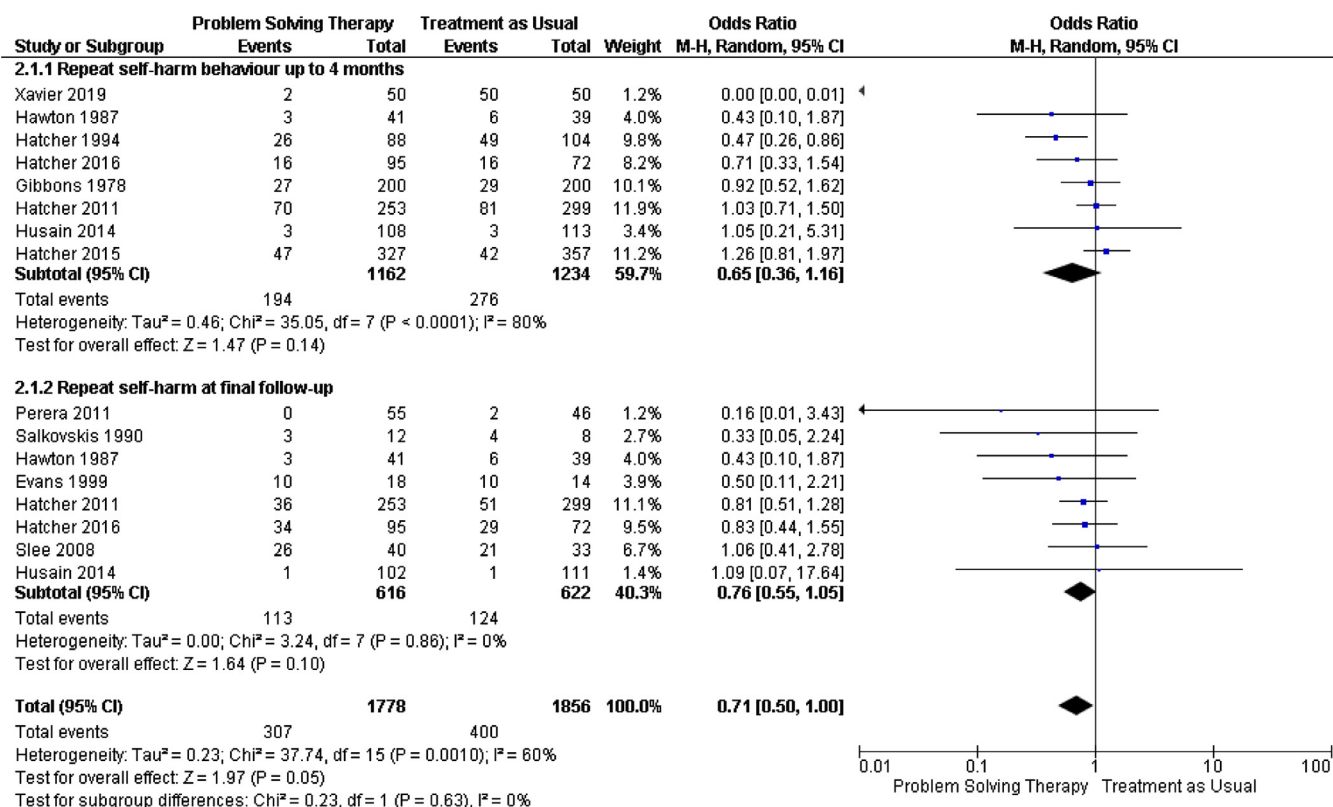 Problem Solving Therapy Treatment as Usual Odds Ratio Odds Ratio
Study or Subgroup Events Total Events Total Weight M-H, Random, 95% CI M-H, Random, 95% CI
2.1.1 Repeat self-harm behaviour up to 4 months
Xavier 2019 2 50 50 50 1.2% 0.00 [0.00, 0.01]
Hawton 1987 3 41 6 39 4.0% 0.43 [0.10, 1.87]
Hatcher 1994 26 88 49 104 9.8% 0.47 [0.26, 0.86]
Hatcher 2016 16 95 16 72 8.2% 0.71 [0.33, 1.54]
Gibbons 1978 27 200 29 200 10.1% 0.92 [0.52, 1.62]
Hatcher 2011 70 253 81 299 11.9% 1.03 [0.71, 1.50]
Husain 2014 3 108 3 113 3.4% 1.05 [0.21, 5.31]
Hatcher 2015 47 327 42 357 11.2% 1.26 [0.81, 1.97]
Subtotal (95% CI) 1162 1234 59.7% 0.65 [0.36, 1.16]
Total events 194 276
Heterogeneity: Tau² = 0.46; Chi² = 35.05, df = 7 (P < 0.0001); I² = 80%
Test for overall effect: Z = 1.47 (P = 0.14)
2.1.2 Repeat self-harm at final follow-up
Perera 2011 0 55 2 46 1.2% 0.16 [0.01, 3.43]
Salkovskis 1990 3 12 4 8 2.7% 0.33 [0.05, 2.24]
Hawton 1987 3 41 6 39 4.0% 0.43 [0.10, 1.87]
Evans 1999 10 18 10 14 3.9% 0.50 [0.11, 2.21]
Hatcher 2011 36 253 51 299 11.1% 0.81 [0.51, 1.28]
Hatcher 2016 34 95 29 72 9.5% 0.83 [0.44, 1.55]
Slee 2008 26 40 21 33 6.7% 1.06 [0.41, 2.78]
Husain 2014 1 102 1 111 1.4% 1.09 [0.07, 17.64]
Subtotal (95% CI) 616 622 40.3% 0.76 [0.55, 1.05]
Total events 113 124
Heterogeneity: Tau² = 0.00; Chi² = 3.24, df = 7 (P = 0.86); I² = 0%
Test for overall effect: Z = 1.64 (P = 0.10)
Total (95% CI) 1778 1856 100.0% 0.71 [0.50, 1.00]
Total events 307 400
Heterogeneity: Tau² = 0.23; Chi² = 37.74, df = 15 (P = 0.0010); I² = 60%
Test for overall effect: Z = 1.97 (P = 0.05)
Test for subgroup differences: Chi² = 0.23, df = 1 (P = 0.63), I² = 0%
0.01 0.1 1 10 100
Problem Solving Therapy Treatment as Usual